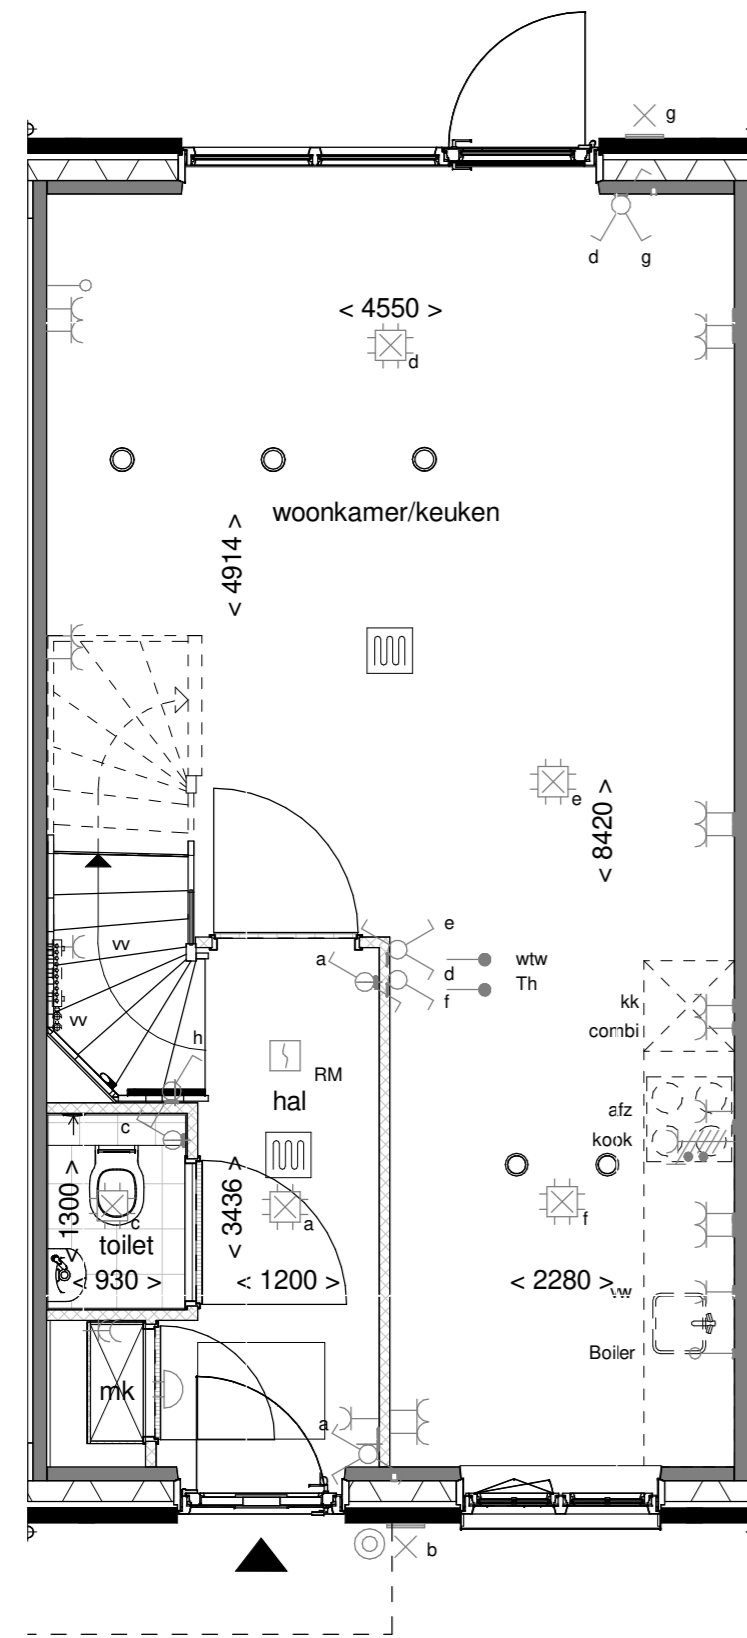 g
d g
< 4550 >
d
woonkamer/keuken
< 4914 >
e
< 8420 >
e
a
d
wtw
f
Th
vv
vv
h
kk
combi
RM
hal
afz
c
kook
< 1300 >
< 3436 >
c
a
f
toilet
< 930 >
< 1200 >
< 2280 >
vw
Boiler
mk
a
b